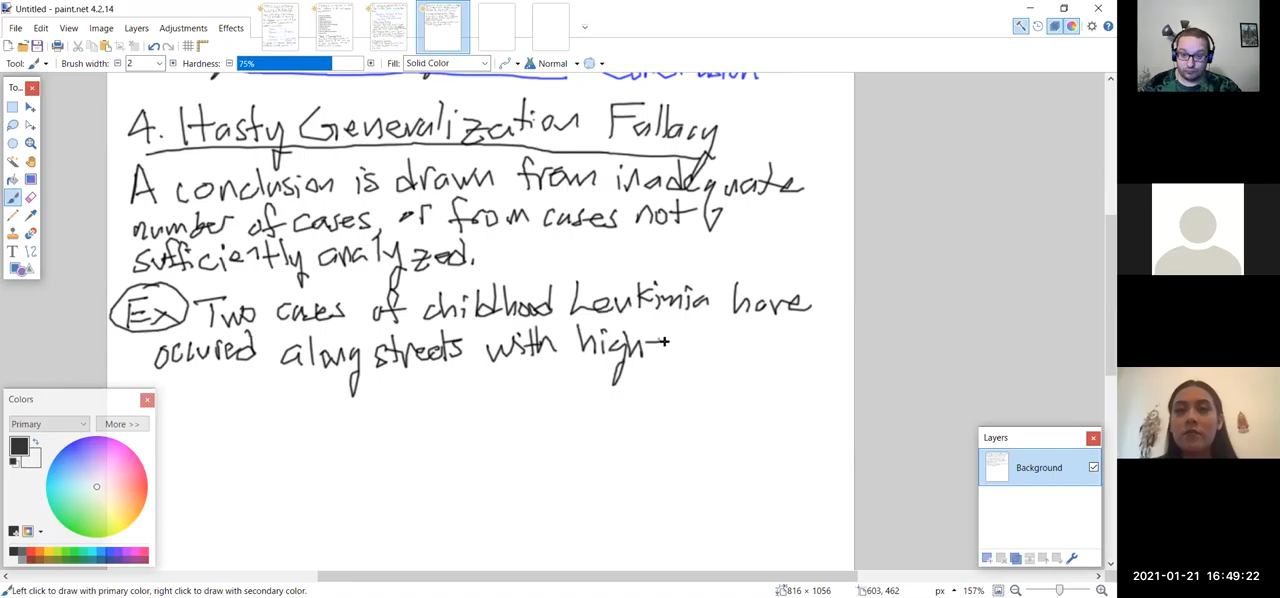 Untitled - paint.net 4.2.14
File Edit View Image Layers Adjustments Effects
Tool: Brush width: 2 Hardness: 75% Fill: Solid Color Normal
To...
4. Hasty Generalization Fallacy
A conclusion is drawn from inadequate
number of cases, or from cases not
sufficiently analyzed.
Ex Two cases of childhood Leukimia have
occured along streets with high-
Colors
Primary More >>
Layers
Background
Left click to draw with primary color, right click to draw with secondary color.
816 × 1056 603, 462 px 157%
2021-01-21 16:49:22